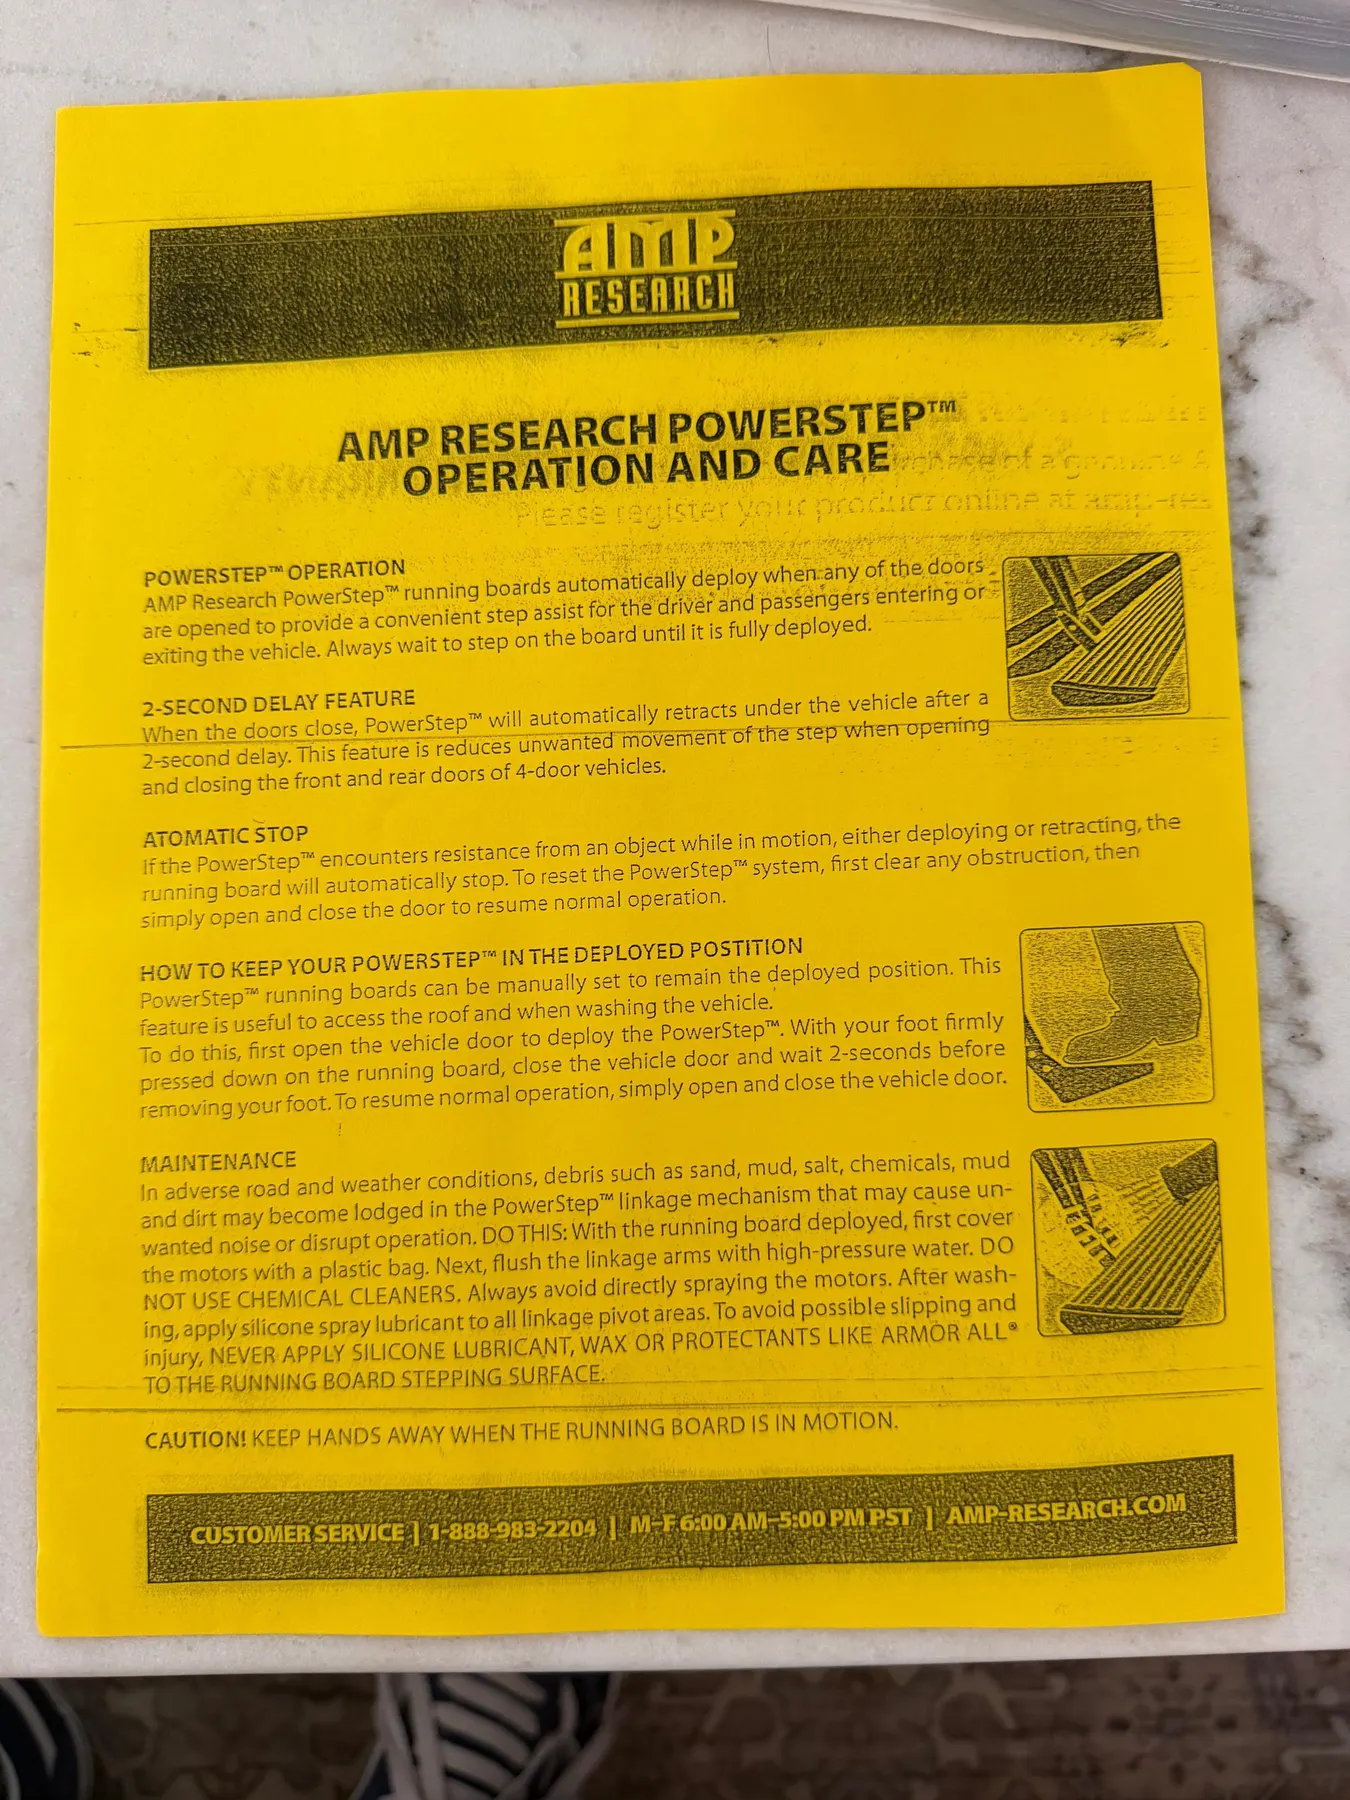 AMP
RESEARCH
AMP RESEARCH POWERSTEP™
OPERATION AND CARE
Please register your product online at amp-res
POWERSTEP™ OPERATION
AMP Research PowerStep™ running boards automatically deploy when any of the doors
are opened to provide a convenient step assist for the driver and passengers entering or
exiting the vehicle. Always wait to step on the board until it is fully deployed.
2-SECOND DELAY FEATURE
When the doors close, PowerStep™ will automatically retracts under the vehicle after a
2-second delay. This feature is reduces unwanted movement of the step when opening
and closing the front and rear doors of 4-door vehicles.
ATOMATIC STOP
If the PowerStep™ encounters resistance from an object while in motion, either deploying or retracting, the
running board will automatically stop. To reset the PowerStep™ system, first clear any obstruction, then
simply open and close the door to resume normal operation.
HOW TO KEEP YOUR POWERSTEP™ IN THE DEPLOYED POSTITION
PowerStep™ running boards can be manually set to remain the deployed position. This
feature is useful to access the roof and when washing the vehicle.
To do this, first open the vehicle door to deploy the PowerStep™. With your foot firmly
pressed down on the running board, close the vehicle door and wait 2-seconds before
removing your foot. To resume normal operation, simply open and close the vehicle door.
MAINTENANCE
In adverse road and weather conditions, debris such as sand, mud, salt, chemicals, mud
and dirt may become lodged in the PowerStep™ linkage mechanism that may cause un-
wanted noise or disrupt operation. DO THIS: With the running board deployed, first cover
the motors with a plastic bag. Next, flush the linkage arms with high-pressure water. DO
NOT USE CHEMICAL CLEANERS. Always avoid directly spraying the motors. After wash-
ing, apply silicone spray lubricant to all linkage pivot areas. To avoid possible slipping and
injury, NEVER APPLY SILICONE LUBRICANT, WAX OR PROTECTANTS LIKE ARMOR ALL®
TO THE RUNNING BOARD STEPPING SURFACE.
CAUTION! KEEP HANDS AWAY WHEN THE RUNNING BOARD IS IN MOTION.
CUSTOMER SERVICE | 1-888-983-2204 | M-F 6:00 AM-5:00 PM PST | AMP-RESEARCH.COM